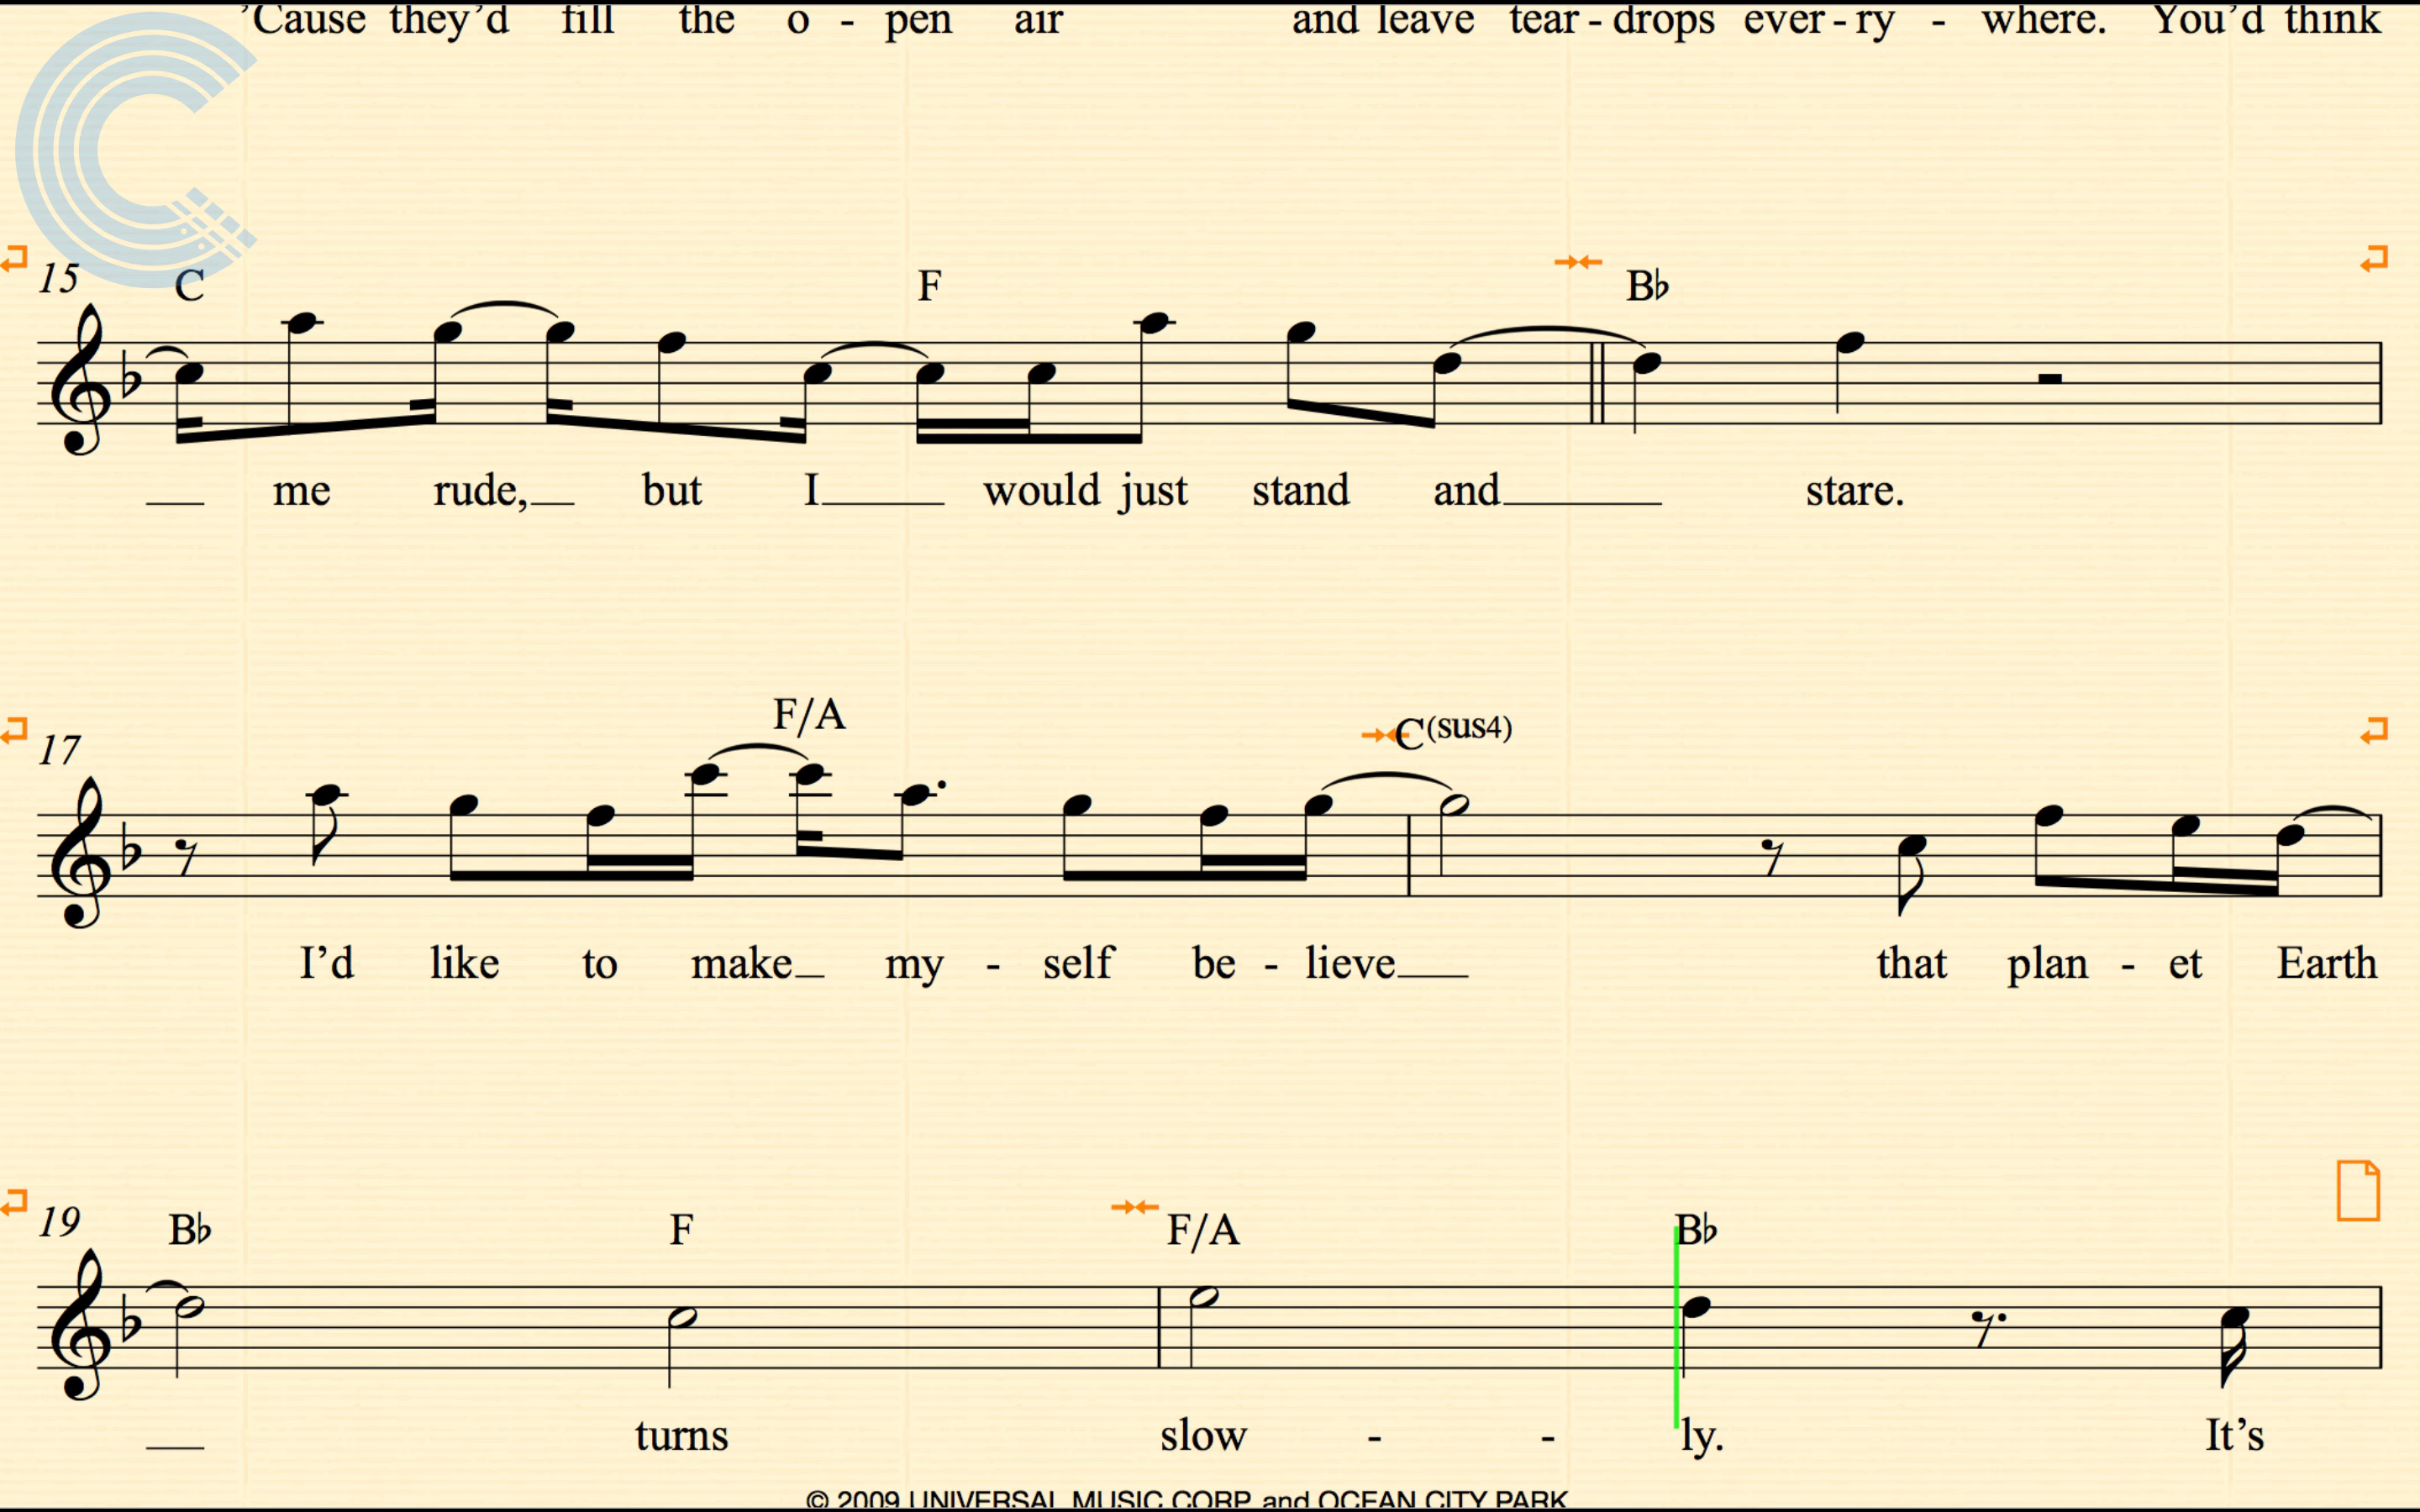 'Cause they'd fill the o - pen air and leave tear - drops ever - ry - where. You'd think
15 C F B♭
me rude, but I would just stand and stare.
17 F/A C(sus4)
I'd like to make my - self be - lieve that plan - et Earth
19 B♭ F F/A B♭
turns slow - - ly. It's
© 2009 UNIVERSAL MUSIC CORP. and OCEAN CITY PARK